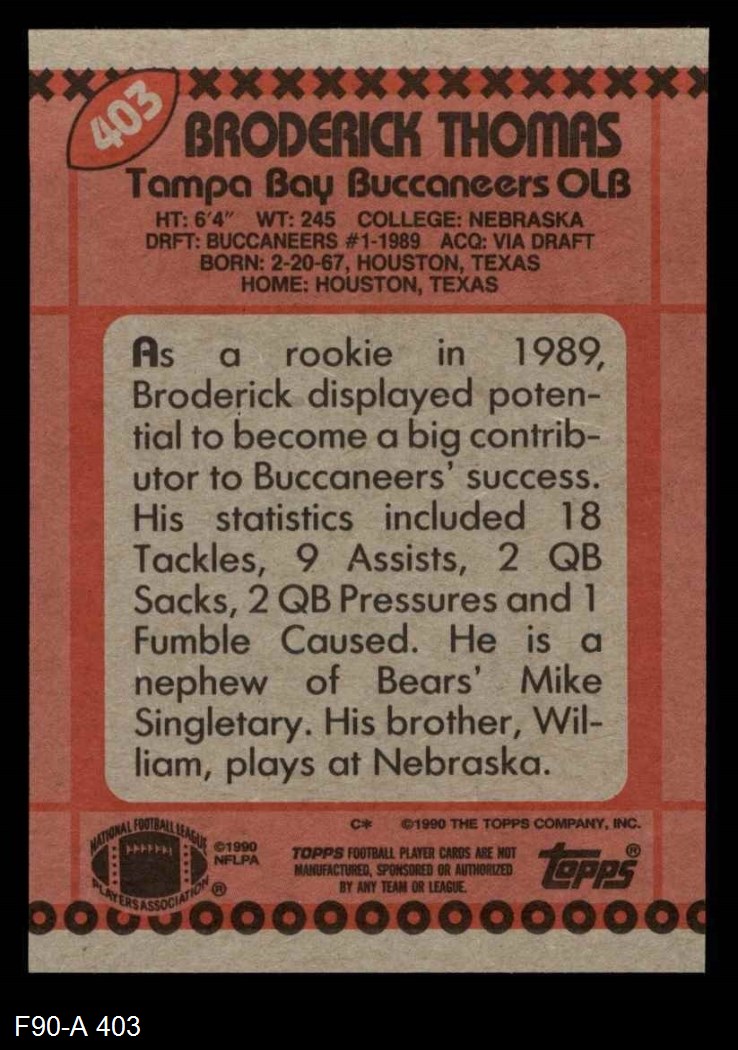 403
BRODERICK THOMAS
Tampa Bay Buccaneers OLB
HT: 6'4" WT: 245 COLLEGE: NEBRASKA
DRFT: BUCCANEERS #1-1989 ACQ: VIA DRAFT
BORN: 2-20-67, HOUSTON, TEXAS
HOME: HOUSTON, TEXAS
As a rookie in 1989,
Broderick displayed poten-
tial to become a big contrib-
utor to Buccaneers' success.
His statistics included 18
Tackles, 9 Assists, 2 QB
Sacks, 2 QB Pressures and 1
Fumble Caused. He is a
nephew of Bears' Mike
Singletary. His brother, Wil-
liam, plays at Nebraska.
C* ©1990 THE TOPPS COMPANY, INC.
NATIONAL FOOTBALL LEAGUE
PLAYERS ASSOCIATION ®
©1990
NFLPA
TOPPS FOOTBALL PLAYER CARDS ARE NOT
MANUFACTURED, SPONSORED OR AUTHORIZED
BY ANY TEAM OR LEAGUE.
Topps®
F90-A 403